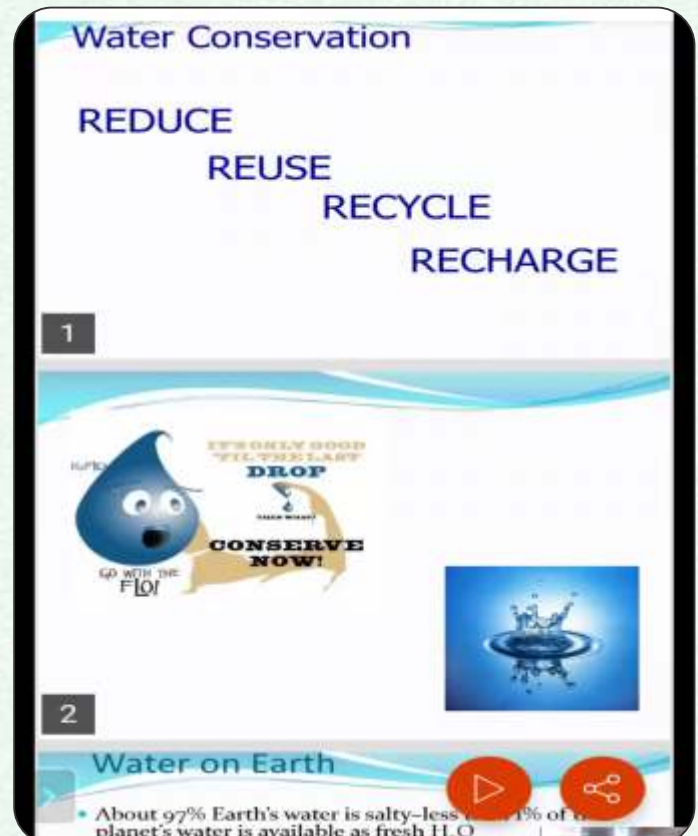 Water Conservation
REDUCE
REUSE
RECYCLE
RECHARGE
1
IT'S ONLY GOOD
'TIL THE LAST
DROP
CONSERVE
NOW!
GO WITH THE
FLO!
2
Water on Earth
• About 97% Earth's water is salty–less 1% of
planet's water is available as fresh H₂O